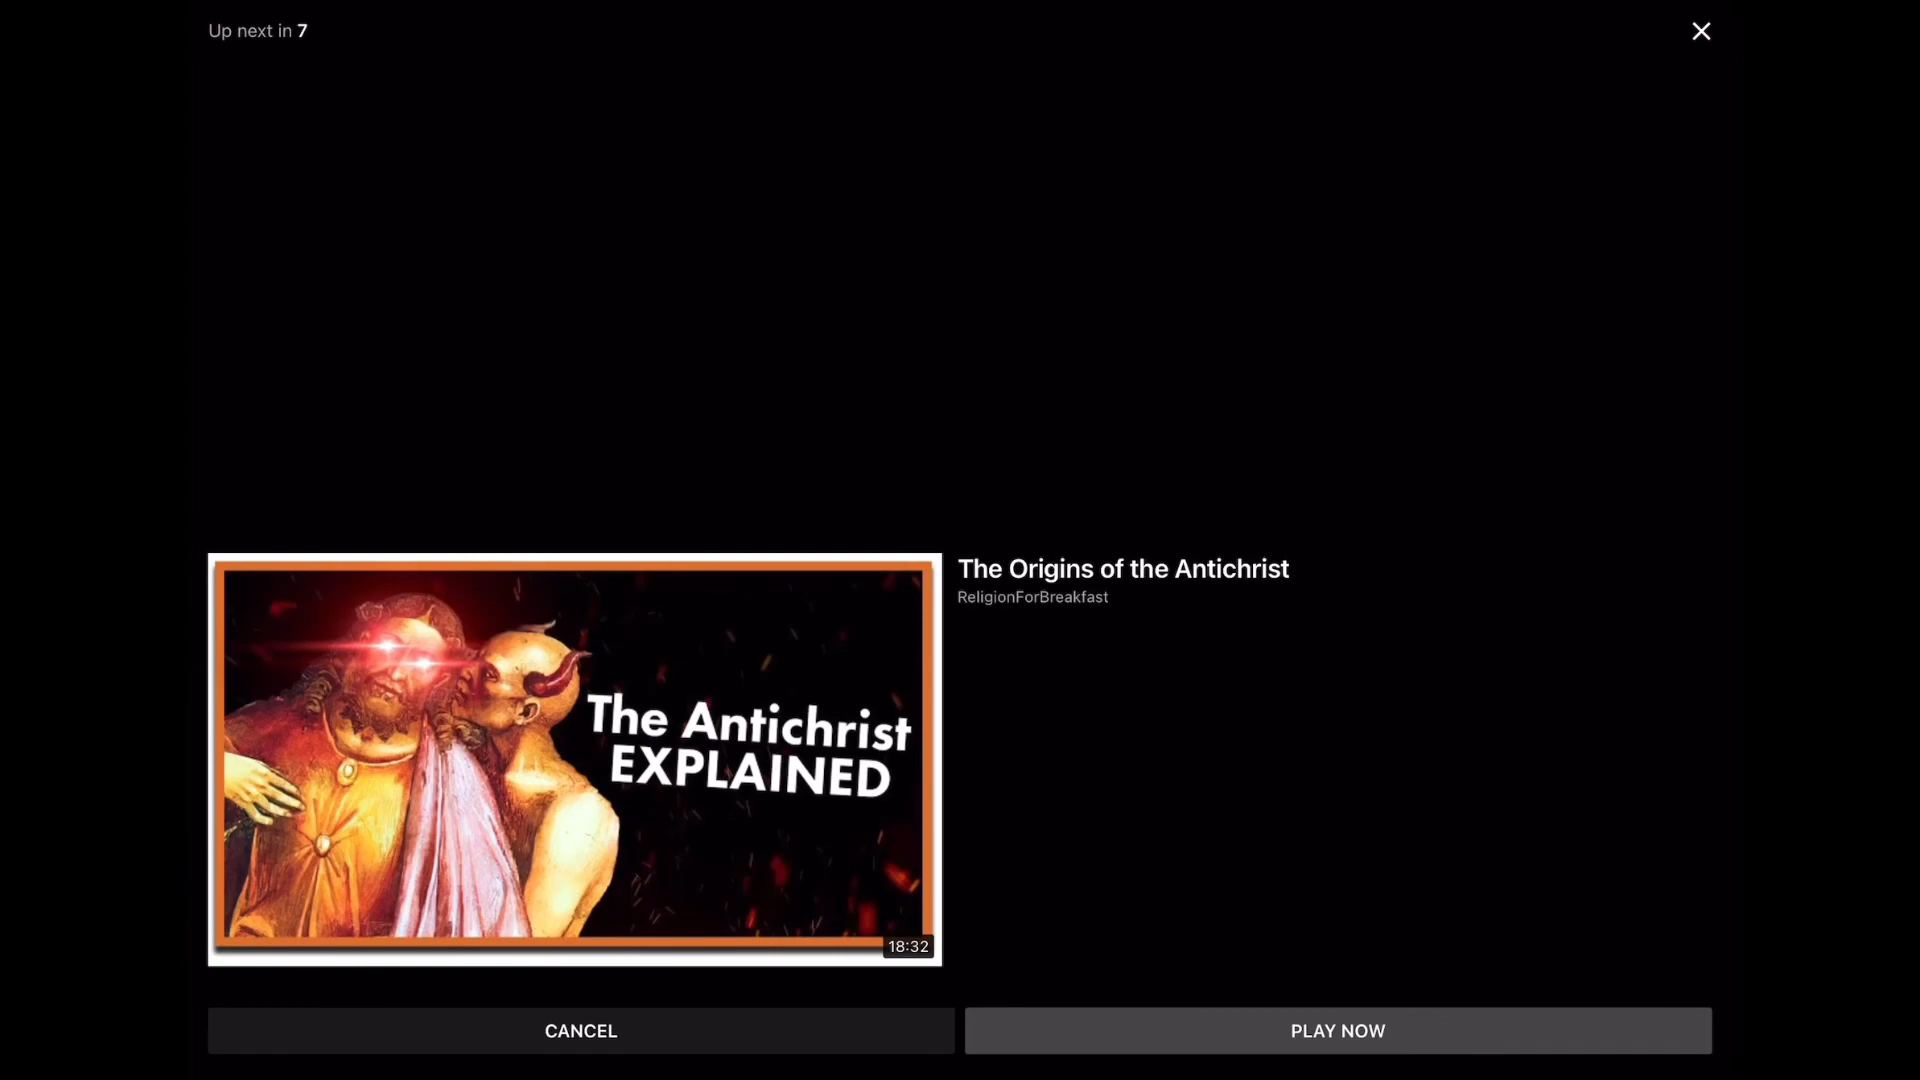 Up next in 7
The Origins of the Antichrist
ReligionForBreakfast
The Antichrist
EXPLAINED
18:32
CANCEL
PLAY NOW